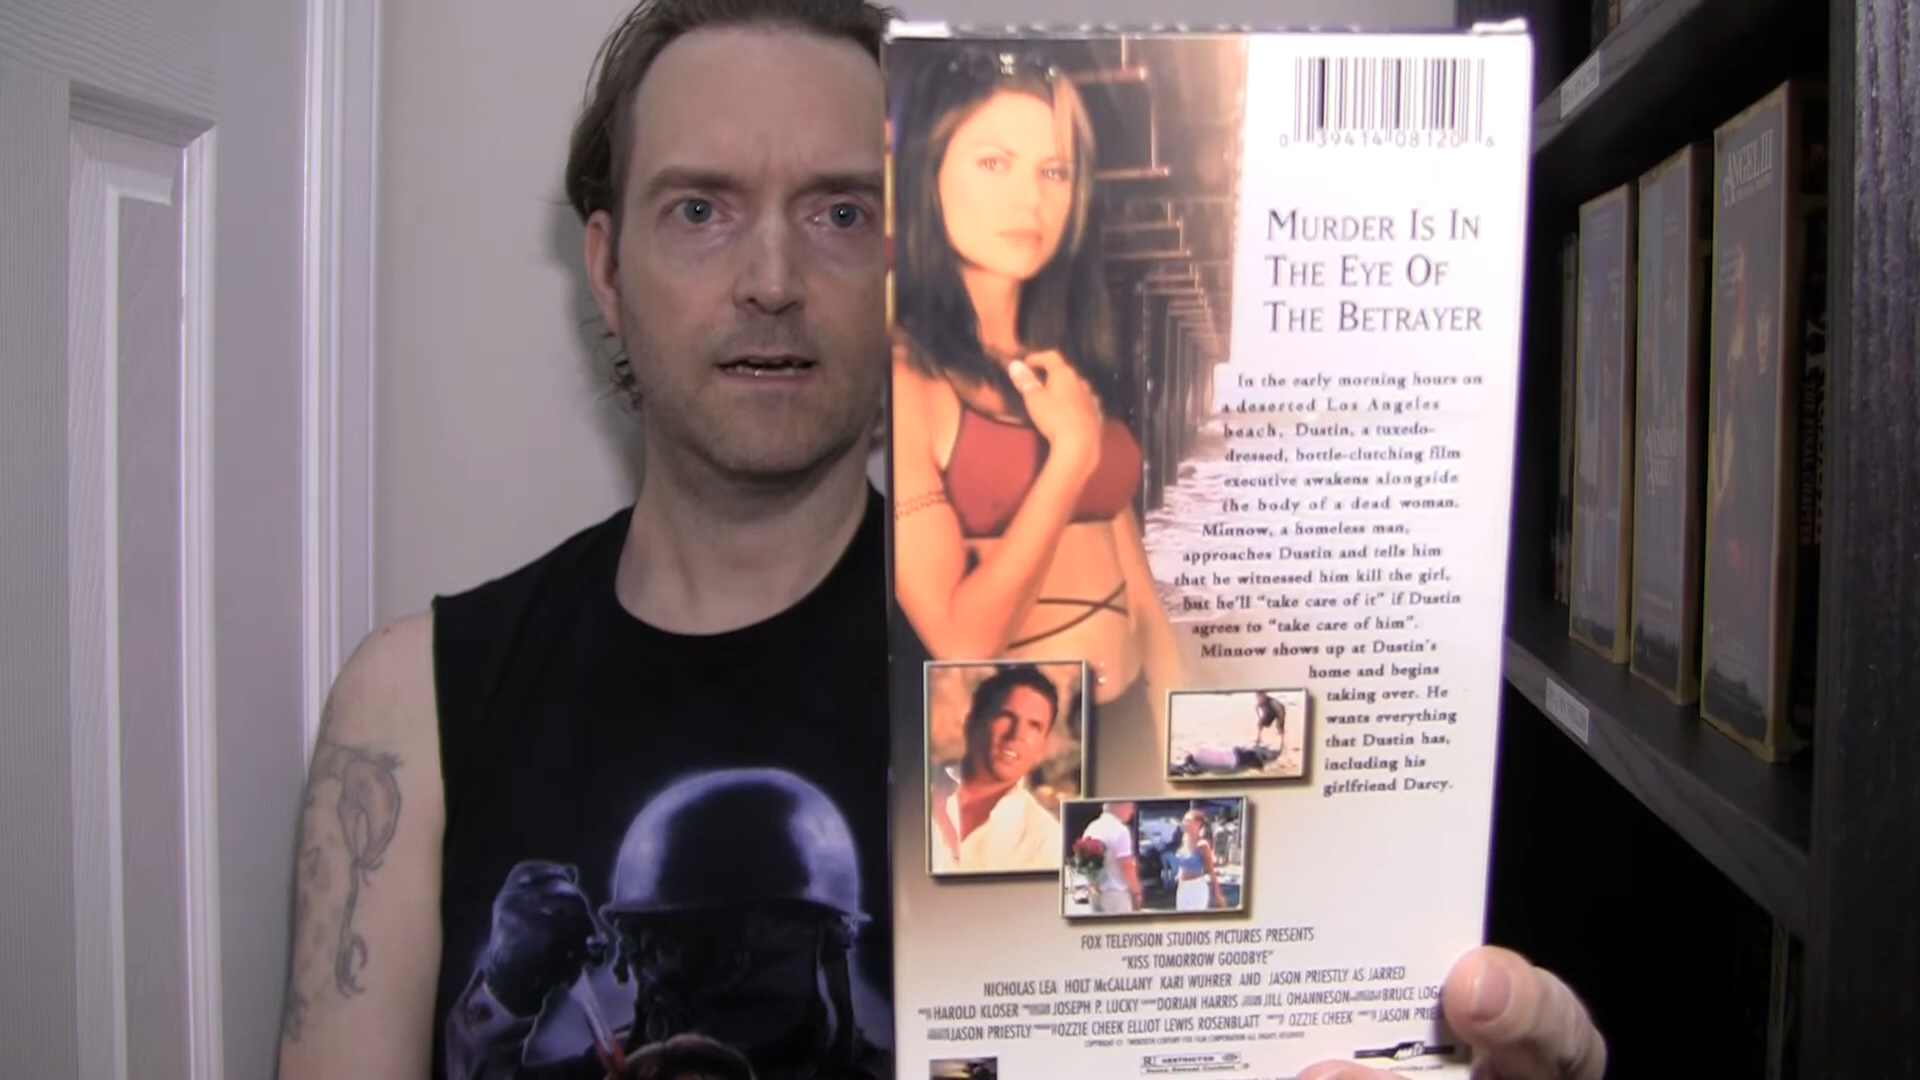 0 39414 08120 6
MURDER IS IN
THE EYE OF
THE BETRAYER
In the early morning hours on
a deserted Los Angeles
beach, Dustin, a tuxedo-
dressed, bottle-clutching film
executive awakens alongside
the body of a dead woman.
Minnow, a homeless man,
approaches Dustin and tells him
that he witnessed him kill the girl,
but he'll "take care of it" if Dustin
agrees to "take care of him".
Minnow shows up at Dustin's
home and begins
taking over. He
wants everything
that Dustin has,
including his
girlfriend Darcy.
FOX TELEVISION STUDIOS PICTURES PRESENTS
"KISS TOMORROW GOODBYE"
NICHOLAS LEA HOLT McCALLANY KARI WUHRER AND JASON PRIESTLY AS JARRED
HAROLD KLOSER JOSEPH P. LUCKY DORIAN HARRIS JILL OHANNESON BRUCE LOG
JASON PRIESTLY OZZIE CHEEK ELLIOT LEWIS ROSENBLATT OZZIE CHEEK JASON PRIE
R RESTRICTED
ANGEL III